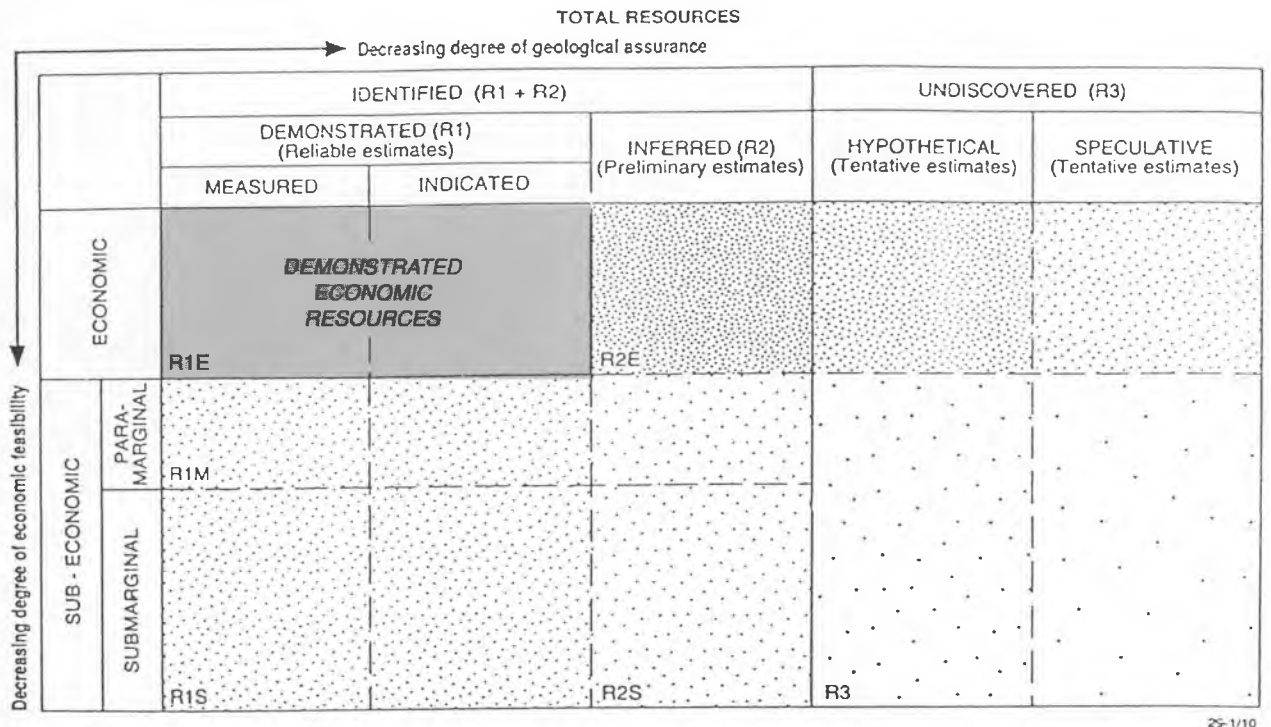 TOTAL RESOURCES
Decreasing degree of geological assurance
IDENTIFIED (R1 + R2)
UNDISCOVERED (R3)
DEMONSTRATED (R1)
(Reliable estimates)
INFERRED (R2)
(Preliminary estimates)
HYPOTHETICAL
(Tentative estimates)
SPECULATIVE
(Tentative estimates)
MEASURED
INDICATED
Decreasing degree of economic feasibility
ECONOMIC
DEMONSTRATED
ECONOMIC
RESOURCES
R1E
R2E
SUB - ECONOMIC
PARA-
MARGINAL
R1M
SUBMARGINAL
R1S
R2S
R3
29-1/10